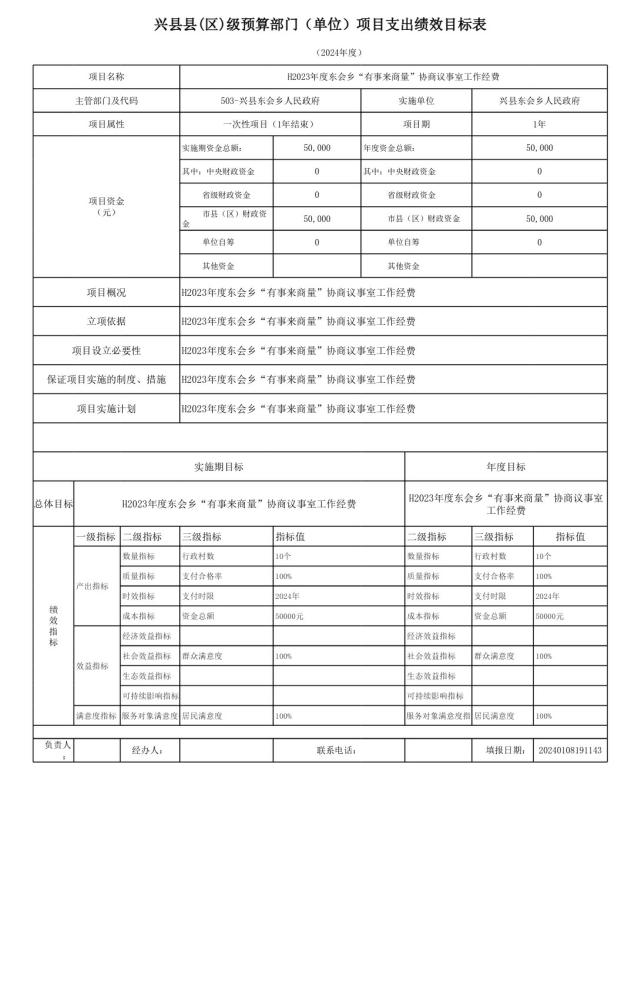 兴县县(区)级预算部门（单位）项目支出绩效目标表
（2024年度）
项目名称 H2023年度东会乡“有事来商量”协商议事室工作经费
主管部门及代码 503-兴县东会乡人民政府 实施单位 兴县东会乡人民政府
项目属性 一次性项目（1年结束） 项目期 1年
项目资金
（元）
实施期资金总额: 50,000 年度资金总额: 50,000
其中: 中央财政资金 0 其中: 中央财政资金 0
省级财政资金 0 省级财政资金 0
市县（区）财政资
金 50,000 市县（区）财政资金 50,000
单位自筹 0 单位自筹 0
其他资金 其他资金
项目概况 H2023年度东会乡“有事来商量”协商议事室工作经费
立项依据 H2023年度东会乡“有事来商量”协商议事室工作经费
项目设立必要性 H2023年度东会乡“有事来商量”协商议事室工作经费
保证项目实施的制度、措施 H2023年度东会乡“有事来商量”协商议事室工作经费
项目实施计划 H2023年度东会乡“有事来商量”协商议事室工作经费
实施期目标 年度目标
总体目标 H2023年度东会乡“有事来商量”协商议事室工作经费 H2023年度东会乡“有事来商量”协商议事室
工作经费
绩效指标
一级指标 二级指标 三级指标 指标值 二级指标 三级指标 指标值
产出指标
数量指标 行政村数 10个 数量指标 行政村数 10个
质量指标 支付合格率 100% 质量指标 支付合格率 100%
时效指标 支付时限 2024年 时效指标 支付时限 2024年
成本指标 资金总额 50000元 成本指标 资金总额 50000元
效益指标
经济效益指标 经济效益指标
社会效益指标 群众满意度 100% 社会效益指标 群众满意度 100%
生态效益指标 生态效益指标
可持续影响指标 可持续影响指标
满意度指标 服务对象满意度 居民满意度 100% 服务对象满意度指 居民满意度 100%
负责人
: 经办人: 联系电话: 填报日期: 20240108191143